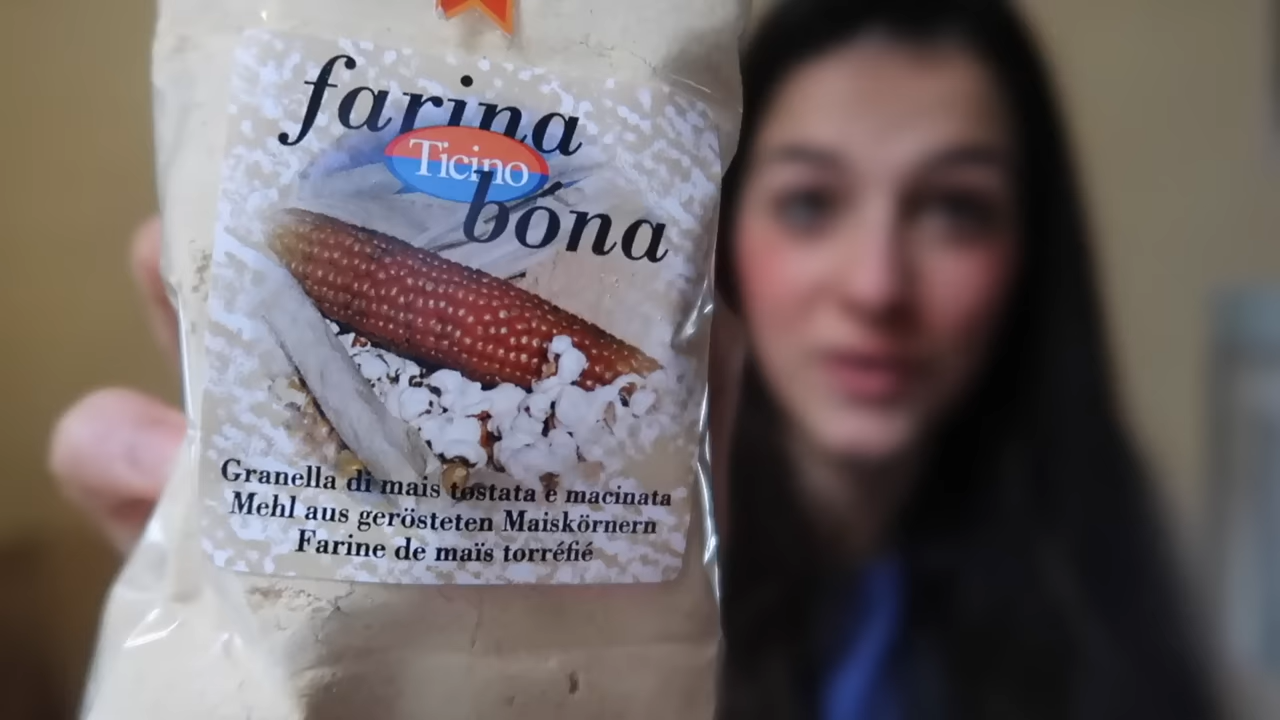 farina
Ticino
bóna
Granella di mais tostata e macinata
Mehl aus gerösteten Maiskörnern
Farine de maïs torréfié